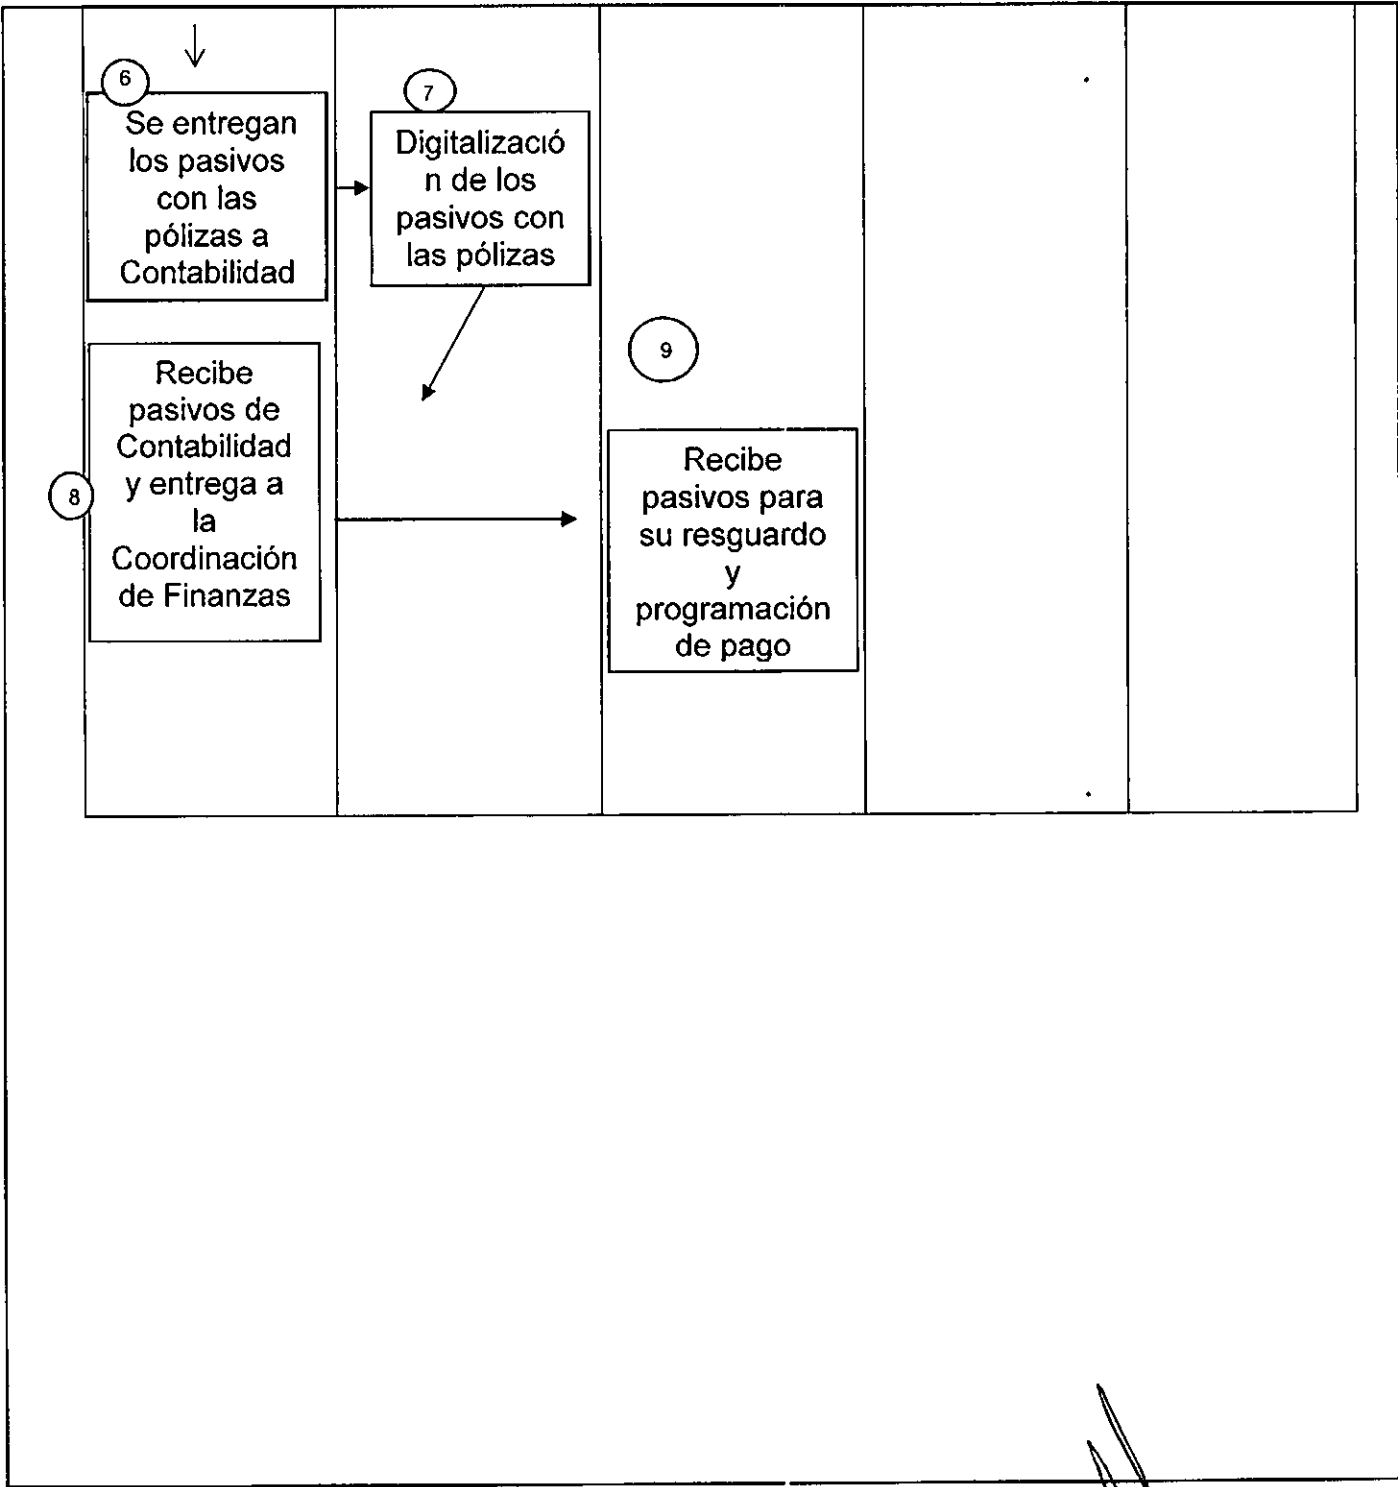 6
Se entregan
los pasivos
con las
pólizas a
Contabilidad
7
Digitalizació
n de los
pasivos con
las pólizas
8
Recibe
pasivos de
Contabilidad
y entrega a
la
Coordinación
de Finanzas
9
Recibe
pasivos para
su resguardo
y
programación
de pago